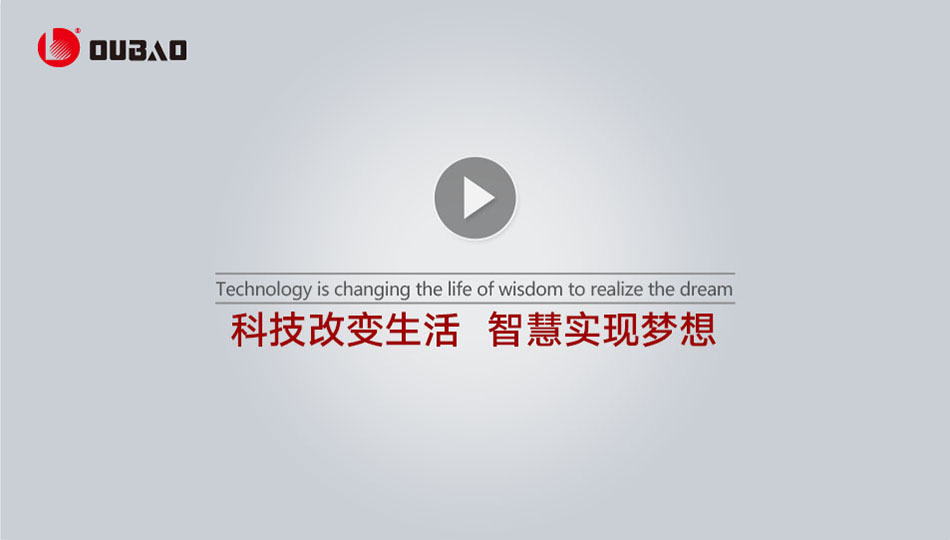 ® OUBAO
Technology is changing the life of wisdom to realize the dream
科技改变生活 智慧实现梦想